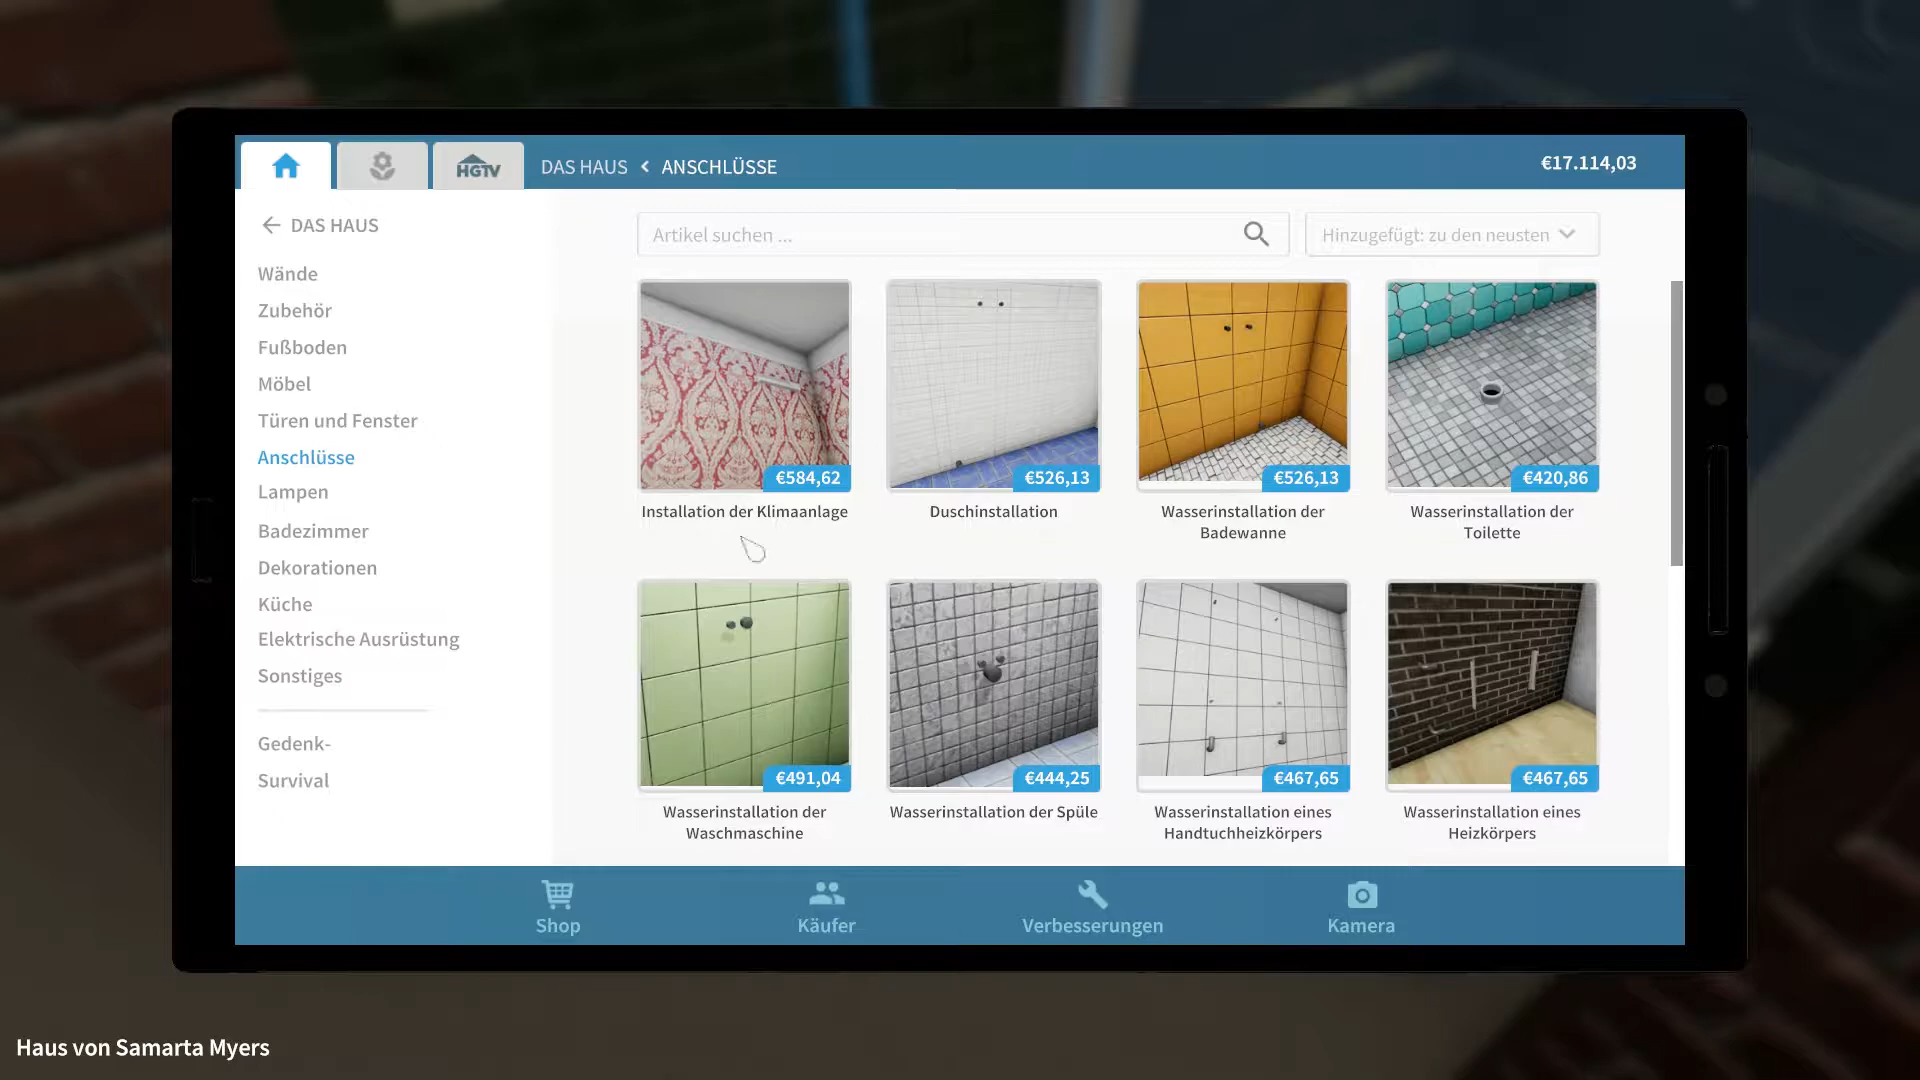 HGTV
DAS HAUS < ANSCHLÜSSE
€17.114,03
← DAS HAUS
Wände
Zubehör
Fußboden
Möbel
Türen und Fenster
Anschlüsse
Lampen
Badezimmer
Dekorationen
Küche
Elektrische Ausrüstung
Sonstiges
Gedenk-
Survival
Artikel suchen ...
Hinzugefügt: zu den neusten
€584,62
€526,13
€526,13
€420,86
Installation der Klimaanlage
Duschinstallation
Wasserinstallation der
Badewanne
Wasserinstallation der
Toilette
€491,04
€444,25
€467,65
€467,65
Wasserinstallation der
Waschmaschine
Wasserinstallation der Spüle
Wasserinstallation eines
Handtuchheizkörpers
Wasserinstallation eines
Heizkörpers
Shop
Käufer
Verbesserungen
Kamera
Haus von Samarta Myers